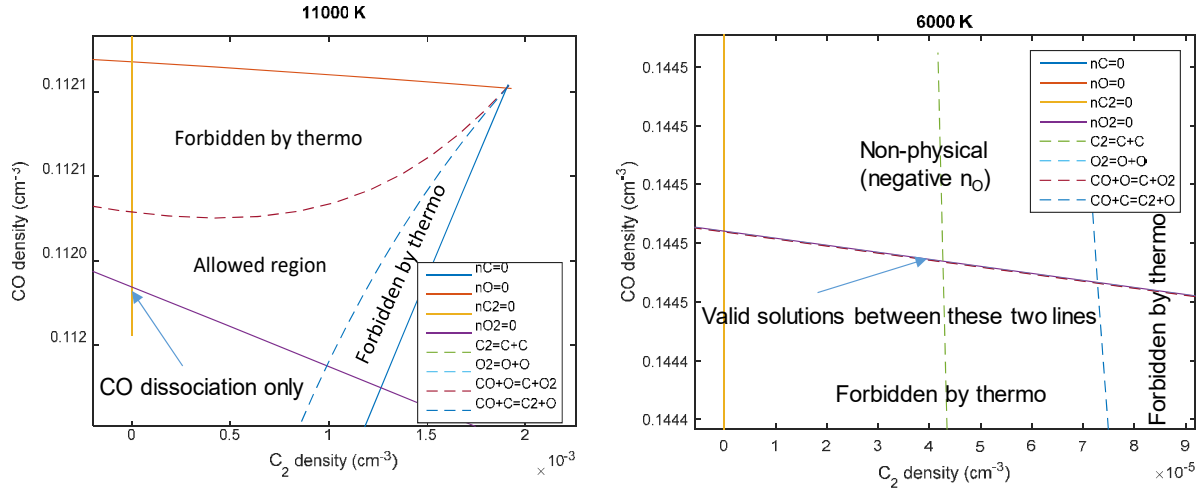 11000 K
CO density (cm-3)
0.11221
0.11221
0.11220
0.112
Forbidden by thermo
Allowed region
Forbidden by thermo
CO dissociation only
nC=0
nO=0
nC2=0
nO2=0
C2=C+C
O2=O+O
CO+O=C+O2
CO+C=C2+O
0
0.5
1
1.5
2
C2 density (cm-3)
×10-3
6000 K
CO density (cm-3)
0.1445
0.1445
0.1445
0.1445
0.1445
0.1444
0.1444
Non-physical
(negative nO)
Valid solutions between these two lines
Forbidden by thermo
Forbidden by thermo
nC=0
nO=0
nC2=0
nO2=0
C2=C+C
O2=O+O
CO+O=C+O2
CO+C=C2+O
0
1
2
3
4
5
6
7
8
9
C2 density (cm-3)
×10-5